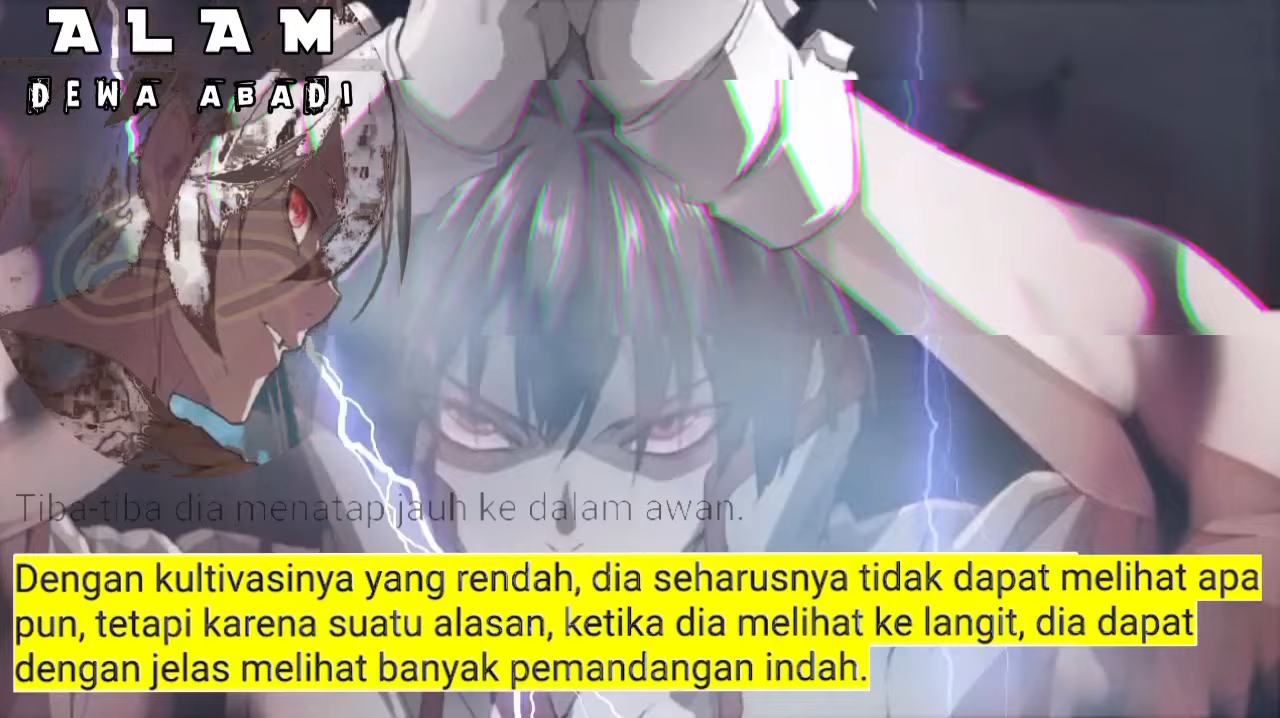 ALAM
DEWA ABADI
Tiba-tiba dia menatap jauh ke dalam awan.
Dengan kultivasinya yang rendah, dia seharusnya tidak dapat melihat apa
pun, tetapi karena suatu alasan, ketika dia melihat ke langit, dia dapat
dengan jelas melihat banyak pemandangan indah.